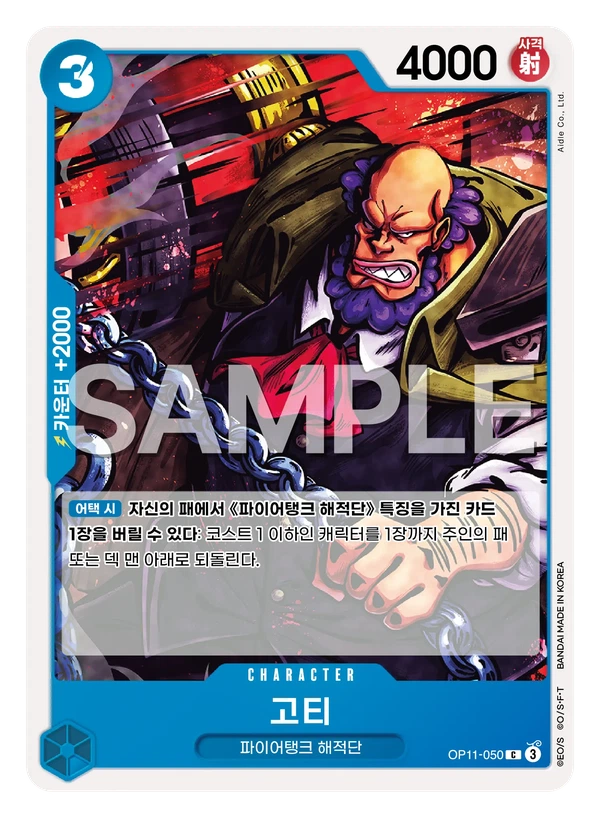 3
4000
사격
射
Aidle Co., Ltd.
카운터 +2000
SAMPLE
어택 시 자신의 패에서 《파이어탱크 해적단》 특징을 가진 카드
1장을 버릴 수 있다: 코스트 1 이하인 캐릭터를 1장까지 주인의 패
또는 덱 맨 아래로 되돌린다.
CHARACTER
고티
파이어탱크 해적단
OP11-050 C 3
©EO/S ©O/S·F·T BANDAI MADE IN KOREA